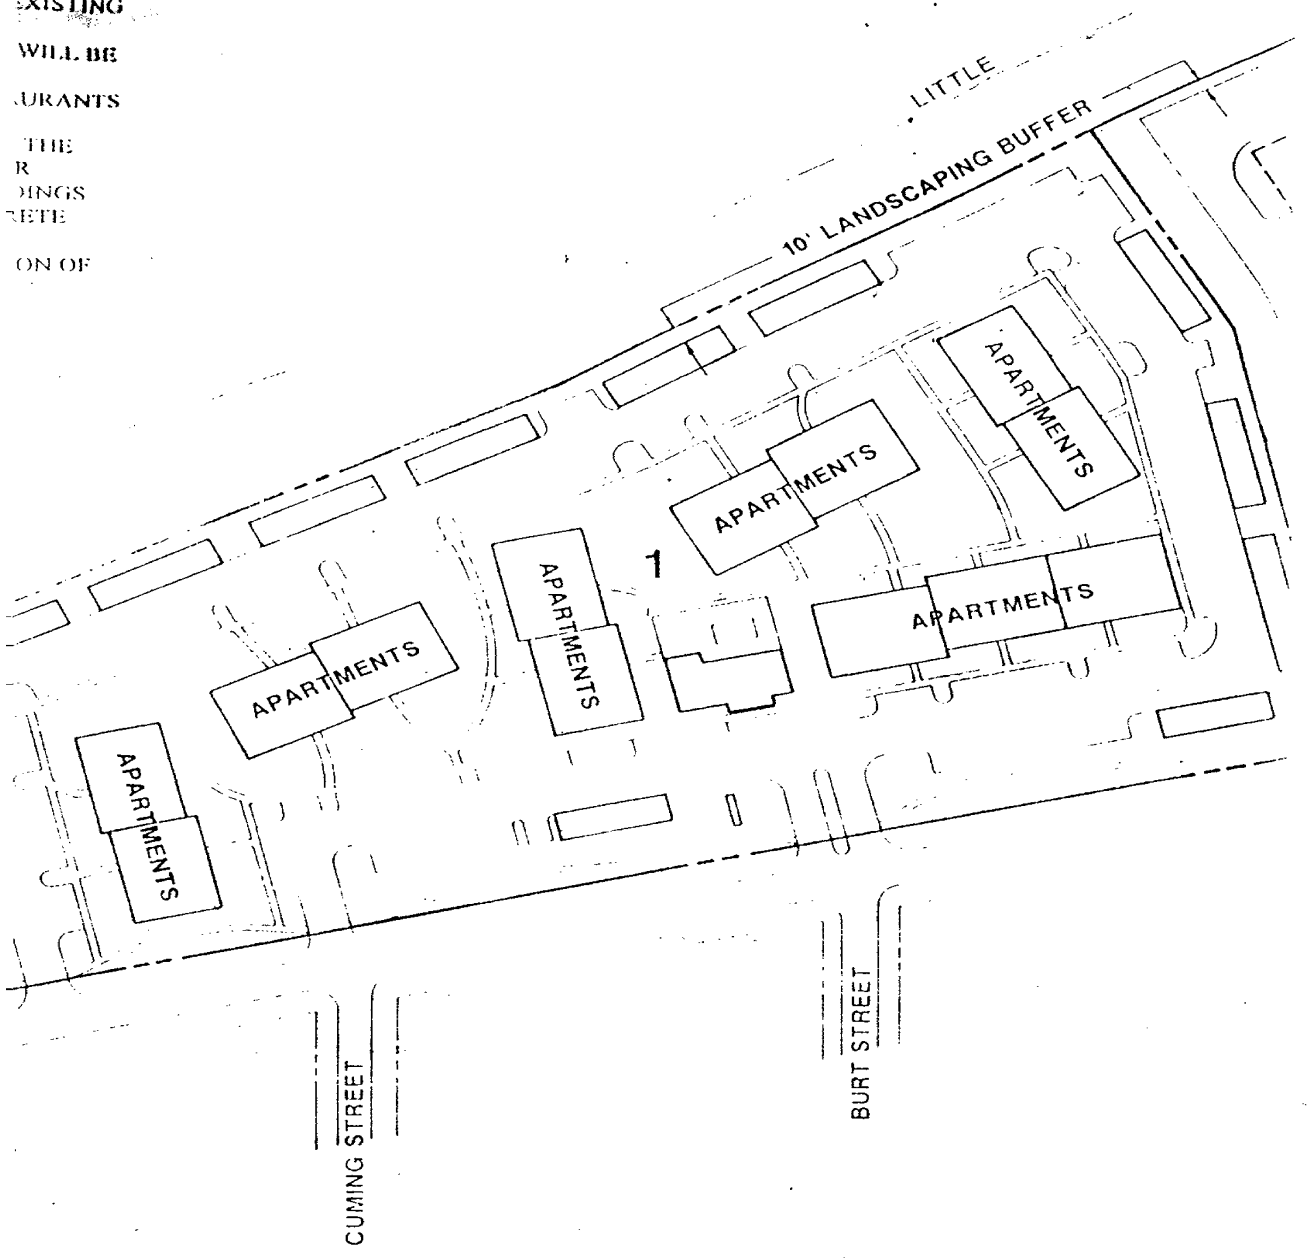 EXISTING
WILL BE
URANTS
THE
R
DINGS
RETE
ON OF
LITTLE
10' LANDSCAPING BUFFER
APARTMENTS
APARTMENTS
APARTMENTS
1
APARTMENTS
APARTMENTS
APARTMENTS
CUMING STREET
BURT STREET
APARTMENTS